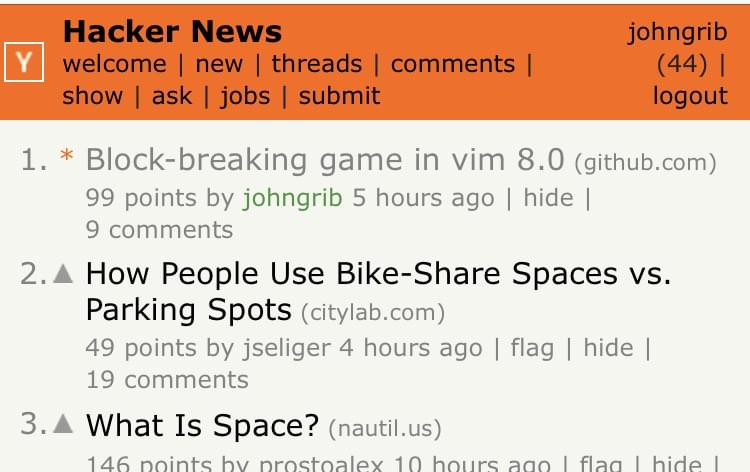 Hacker News
johngrib
Y
welcome | new | threads | comments |
(44) |
show | ask | jobs | submit
logout
1. * Block-breaking game in vim 8.0 (github.com)
99 points by johngrib 5 hours ago | hide |
9 comments
2. ▲ How People Use Bike-Share Spaces vs.
Parking Spots (citylab.com)
49 points by jseliger 4 hours ago | flag | hide |
19 comments
3. ▲ What Is Space? (nautil.us)
146 points by prostoalex 10 hours ago | flag | hide |